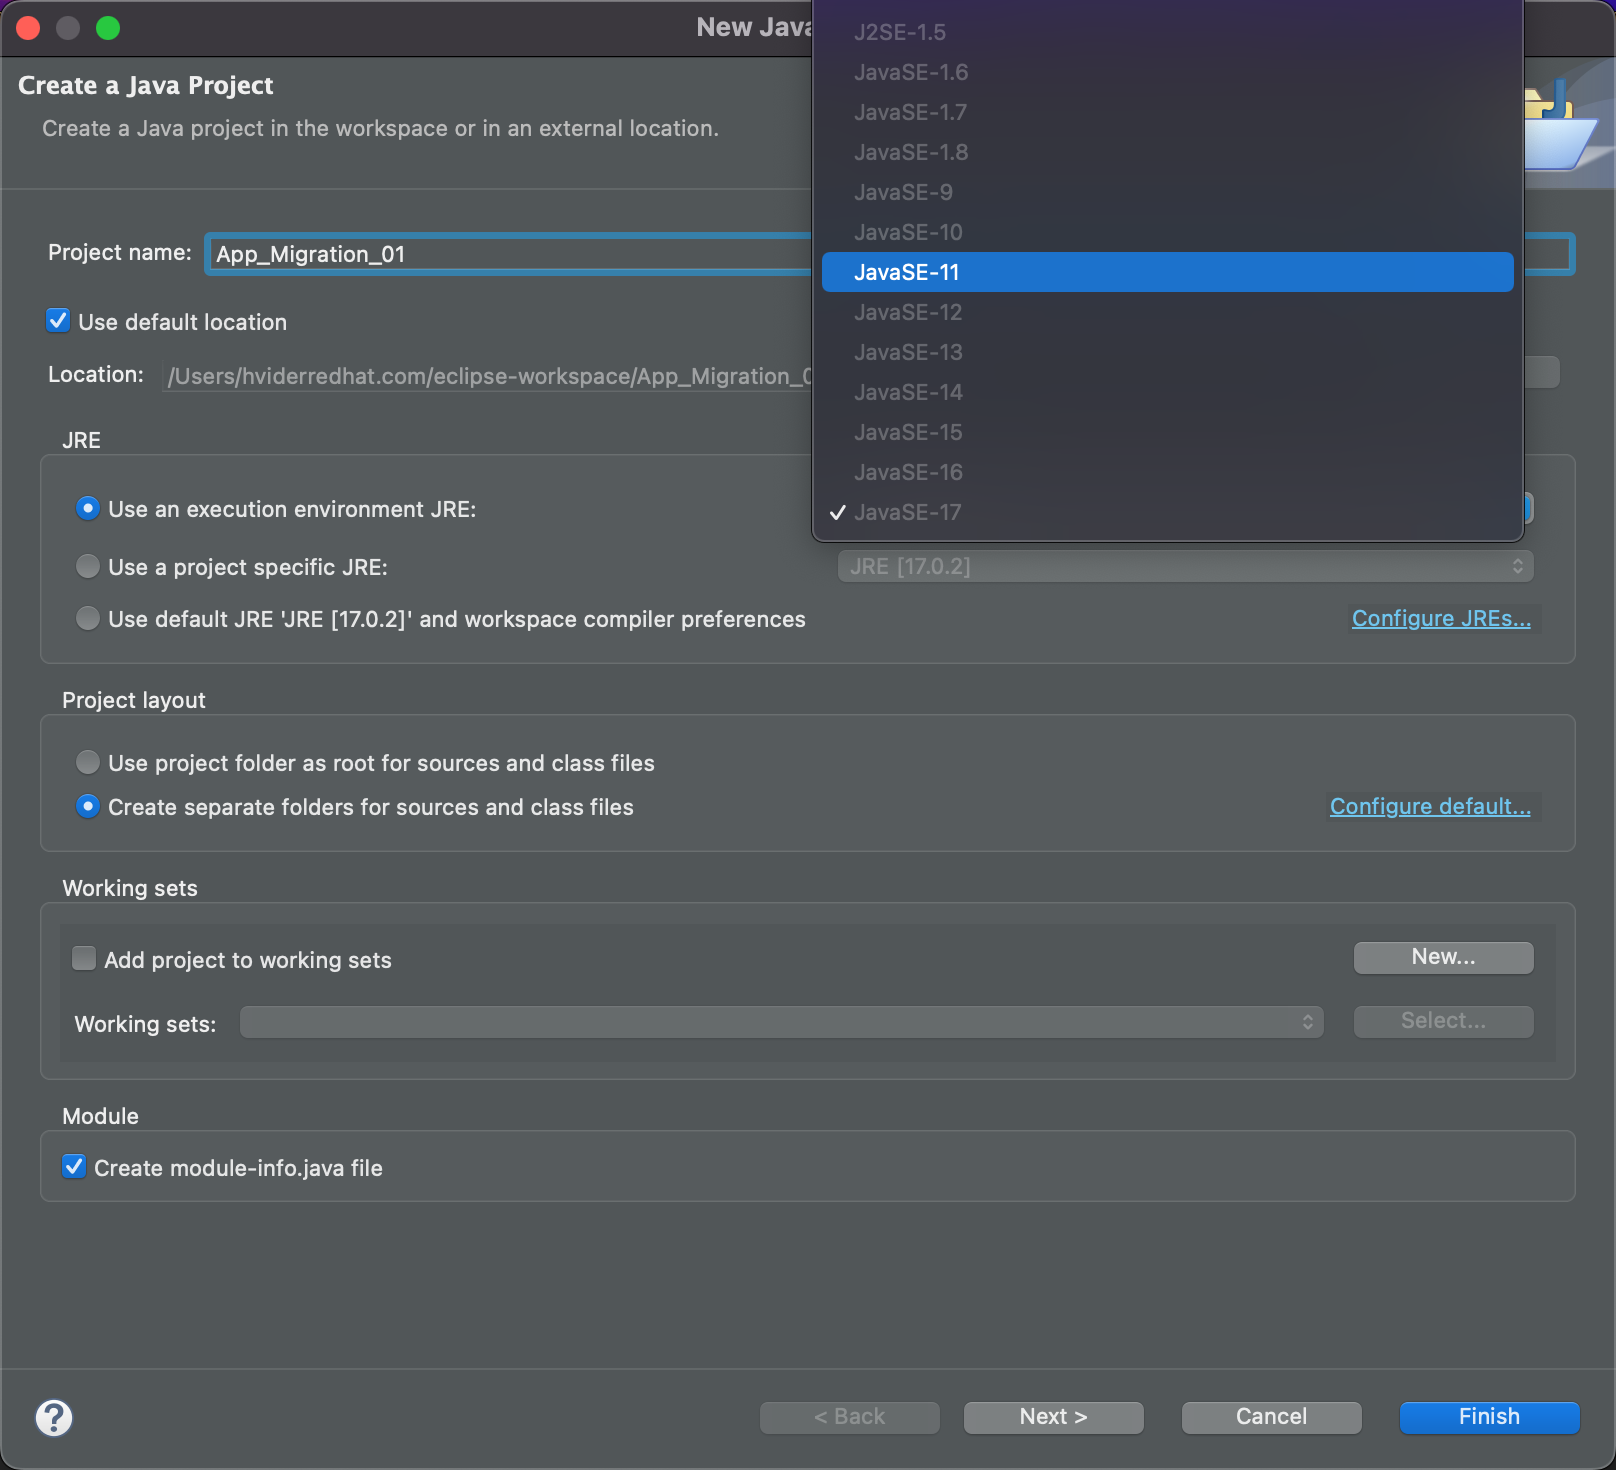 New Java
Create a Java Project
Create a Java project in the workspace or in an external location.
Project name:
App_Migration_01
Use default location
Location:
/Users/hviderredhat.com/eclipse-workspace/App_Migration_0
J2SE-1.5
JavaSE-1.6
JavaSE-1.7
JavaSE-1.8
JavaSE-9
JavaSE-10
JavaSE-11
JavaSE-12
JavaSE-13
JavaSE-14
JavaSE-15
JavaSE-16
JavaSE-17
JRE
Use an execution environment JRE:
Use a project specific JRE:
JRE [17.0.2]
Use default JRE 'JRE [17.0.2]' and workspace compiler preferences
Configure JREs...
Project layout
Use project folder as root for sources and class files
Create separate folders for sources and class files
Configure default...
Working sets
Add project to working sets
New...
Working sets:
Select...
Module
Create module-info.java file
?
< Back
Next >
Cancel
Finish